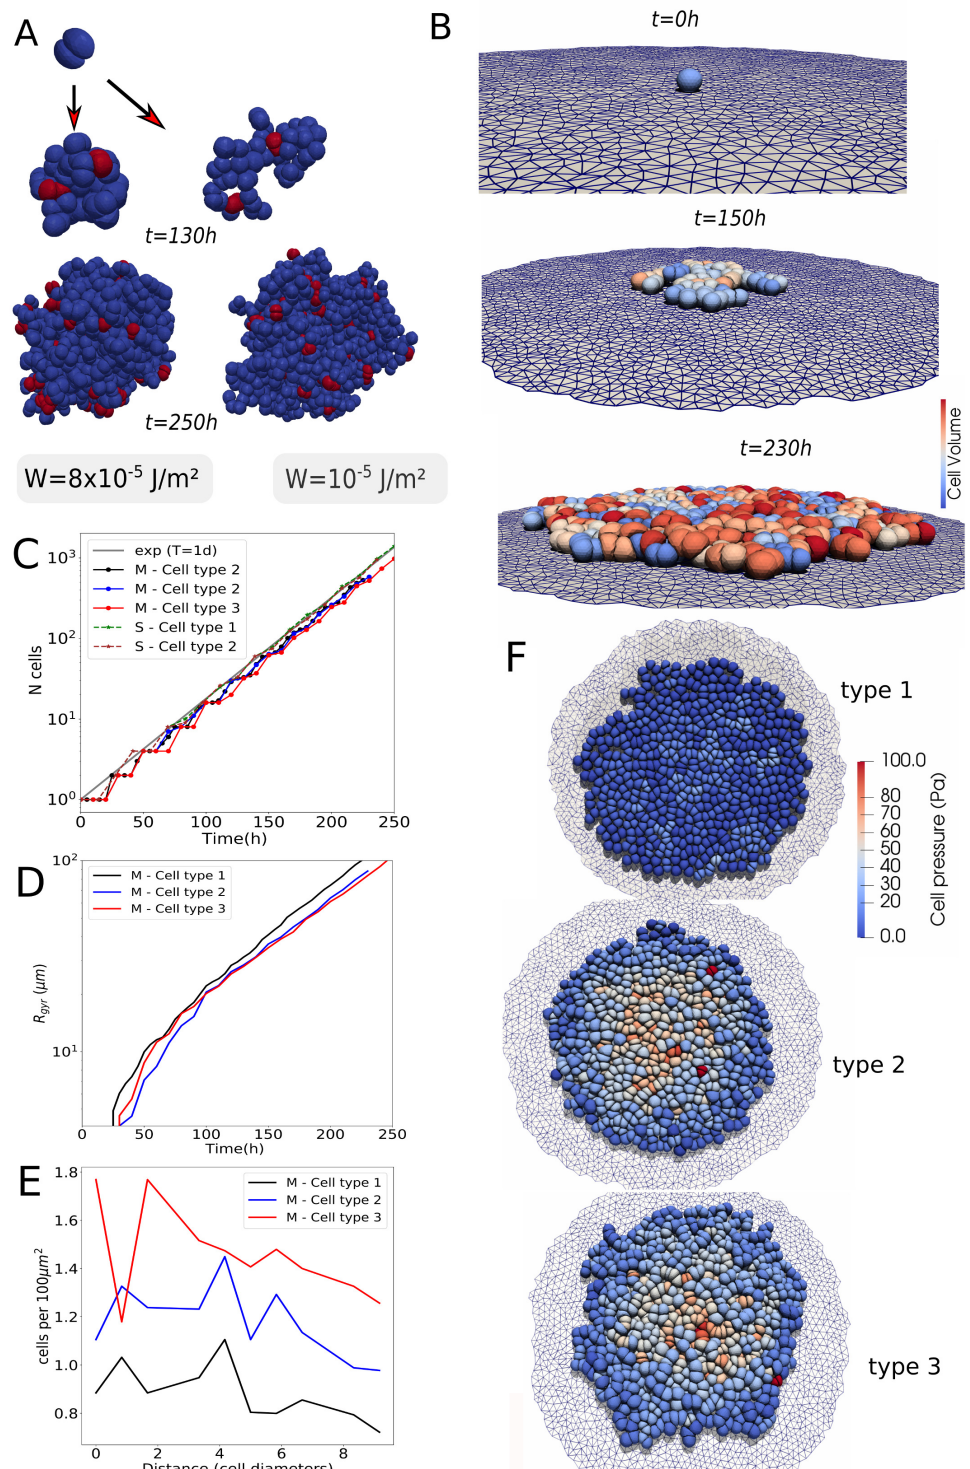 A
t=130h
t=250h
W=8x10⁻⁵ J/m²
W=10⁻⁵ J/m²
B
t=0h
t=150h
t=230h
Cell Volume
C
exp (T=1d)
M - Cell type 2
M - Cell type 2
M - Cell type 3
S - Cell type 1
S - Cell type 2
N cells
10³
10²
10¹
10⁰
0 50 100 150 200 250
Time(h)
D
M - Cell type 1
M - Cell type 2
M - Cell type 3
R_gyr (μm)
10²
10¹
0 50 100 150 200 250
Time(h)
E
M - Cell type 1
M - Cell type 2
M - Cell type 3
cells per 100μm²
1.8
1.6
1.4
1.2
1.0
0.8
0 2 4 6 8
Distance (cell diameters)
F
type 1
100.0
80
70
60
50
40
30
20
0.0
Cell pressure (Pa)
type 2
type 3